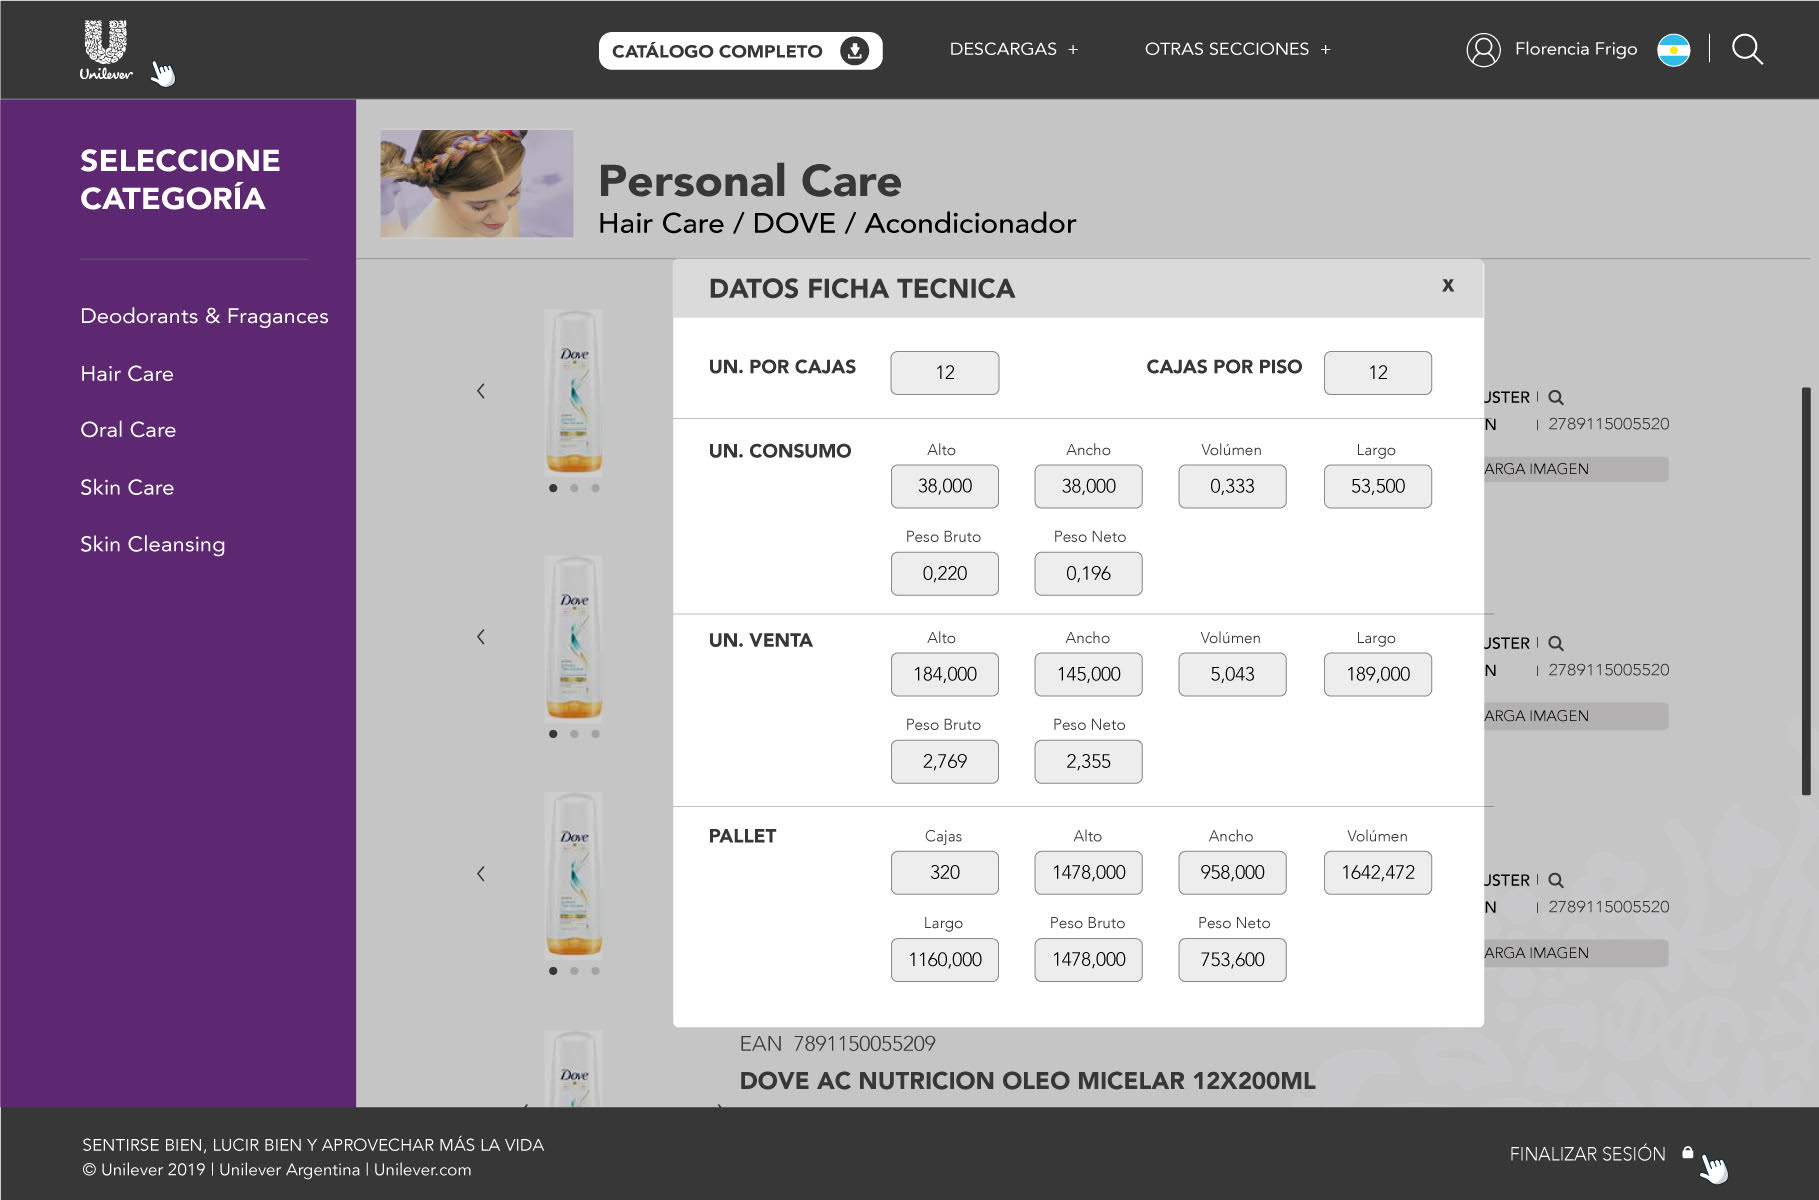 Unilever
CATÁLOGO COMPLETO
DESCARGAS +
OTRAS SECCIONES +
Florencia Frigo
SELECCIONE
CATEGORÍA
Deodorants & Fragances
Hair Care
Oral Care
Skin Care
Skin Cleansing
Personal Care
Hair Care / DOVE / Acondicionador
DATOS FICHA TECNICA
X
UN. POR CAJAS 12 CAJAS POR PISO 12
UN. CONSUMO
Alto Ancho Volúmen Largo
38,000 38,000 0,333 53,500
Peso Bruto Peso Neto
0,220 0,196
UN. VENTA
Alto Ancho Volúmen Largo
184,000 145,000 5,043 189,000
Peso Bruto Peso Neto
2,769 2,355
PALLET
Cajas Alto Ancho Volúmen
320 1478,000 958,000 1642,472
Largo Peso Bruto Peso Neto
1160,000 1478,000 753,600
Dove
USTER |
N | 2789115005520
ARGA IMAGEN
Dove
USTER |
N | 2789115005520
ARGA IMAGEN
Dove
USTER |
N | 2789115005520
ARGA IMAGEN
Dove
EAN 7891150055209
DOVE AC NUTRICION OLEO MICELAR 12X200ML
SENTIRSE BIEN, LUCIR BIEN Y APROVECHAR MÁS LA VIDA
© Unilever 2019 | Unilever Argentina | Unilever.com
FINALIZAR SESIÓN